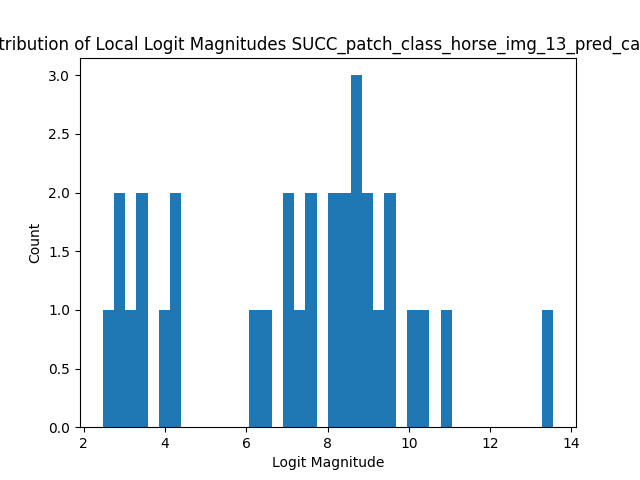 tribution of Local Logit Magnitudes SUCC_patch_class_horse_img_13_pred_ca
3.0
2.5
2.0
1.5
1.0
0.5
0.0
Count
2 4 6 8 10 12 14
Logit Magnitude